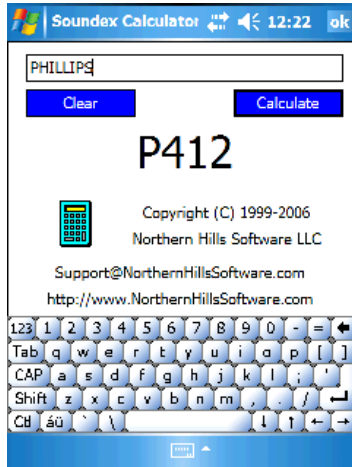 Soundex Calculator 12:22 ok
PHILLIPS
Clear Calculate
P412
Copyright (C) 1999-2006
Northern Hills Software LLC
Support@NorthernHillsSoftware.com
http://www.NorthernHillsSoftware.com
123 1 2 3 4 5 6 7 8 9 0 - =
Tab q w e r t y u i o p [ ]
CAP a s d f g h j k l ; '
Shift z x c v b n m , . /
Ctl áü ` \